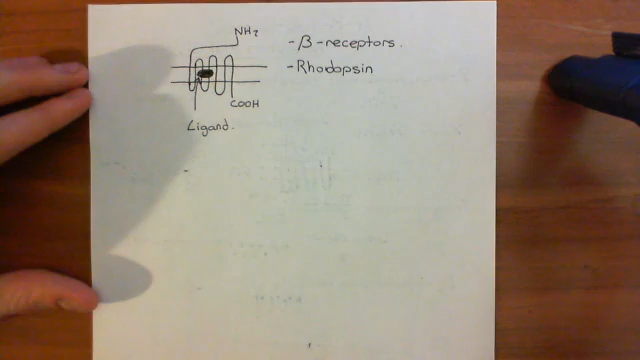 NH2
- β-receptors.
- Rhodopsin
COOH
Ligand.